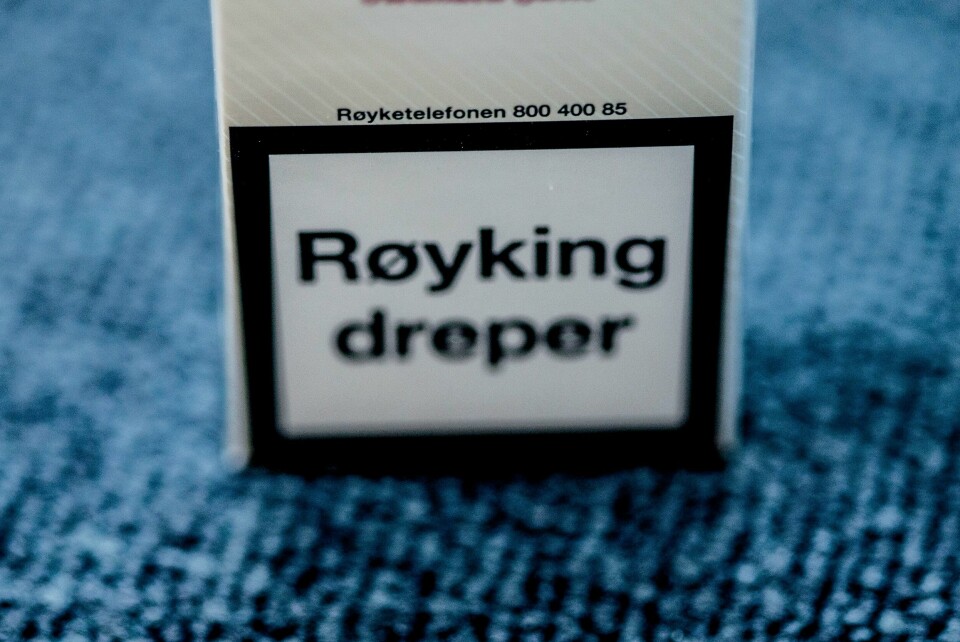 Røyketelefonen 800 400 85
Røyking
dreper